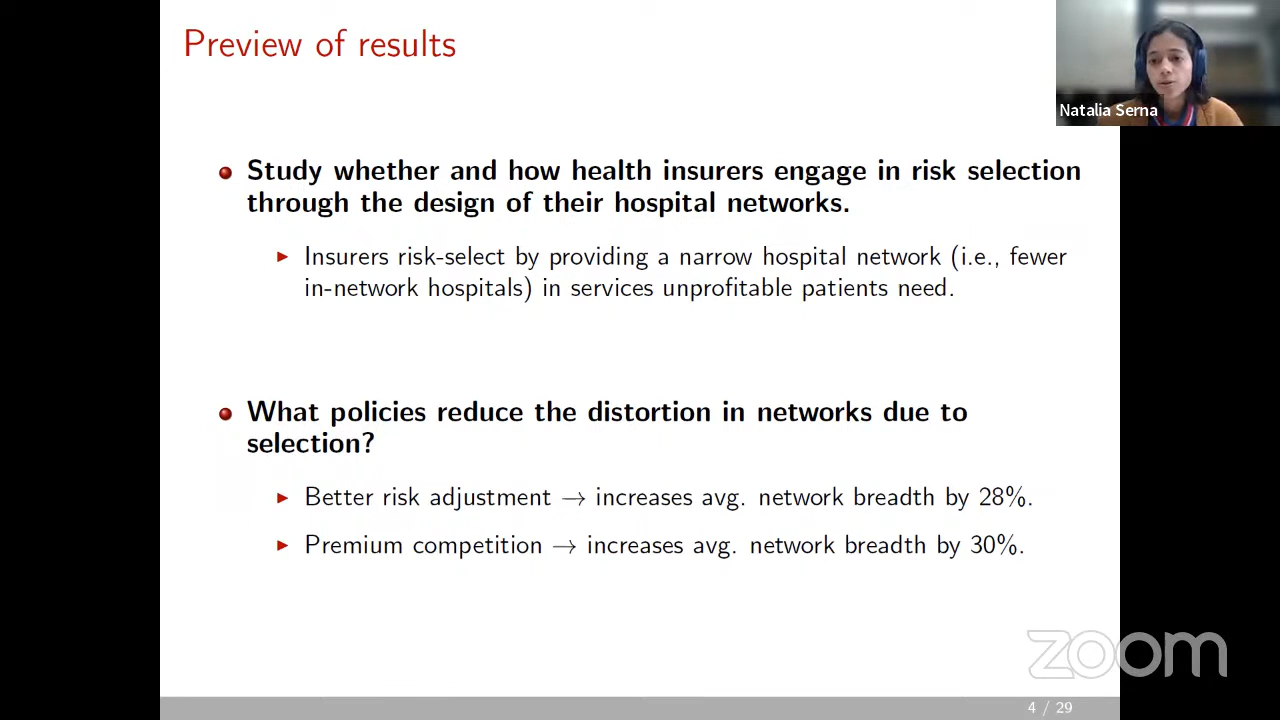 Preview of results
Natalia Serna
Study whether and how health insurers engage in risk selection
through the design of their hospital networks.
Insurers risk-select by providing a narrow hospital network (i.e., fewer
in-network hospitals) in services unprofitable patients need.
What policies reduce the distortion in networks due to
selection?
Better risk adjustment → increases avg. network breadth by 28%.
Premium competition → increases avg. network breadth by 30%.
zoom
4 / 29